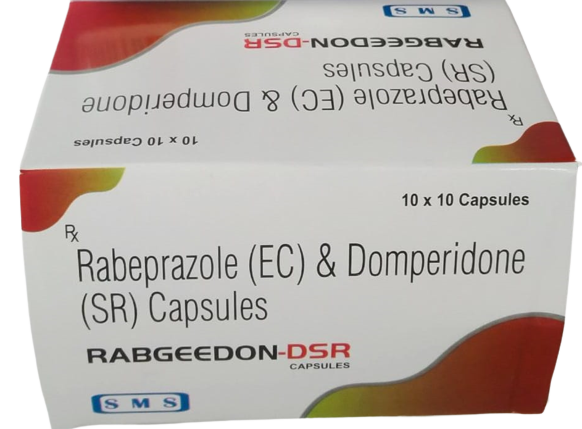 SMS
RABGEEDON-DSR
CAPSULES
Rabeprazole (EC) & Domperidone
(SR) Capsules
Rx
10 x 10 Capsules
10 x 10 Capsules
Rx
Rabeprazole (EC) & Domperidone
(SR) Capsules
RABGEEDON-DSR
CAPSULES
SMS